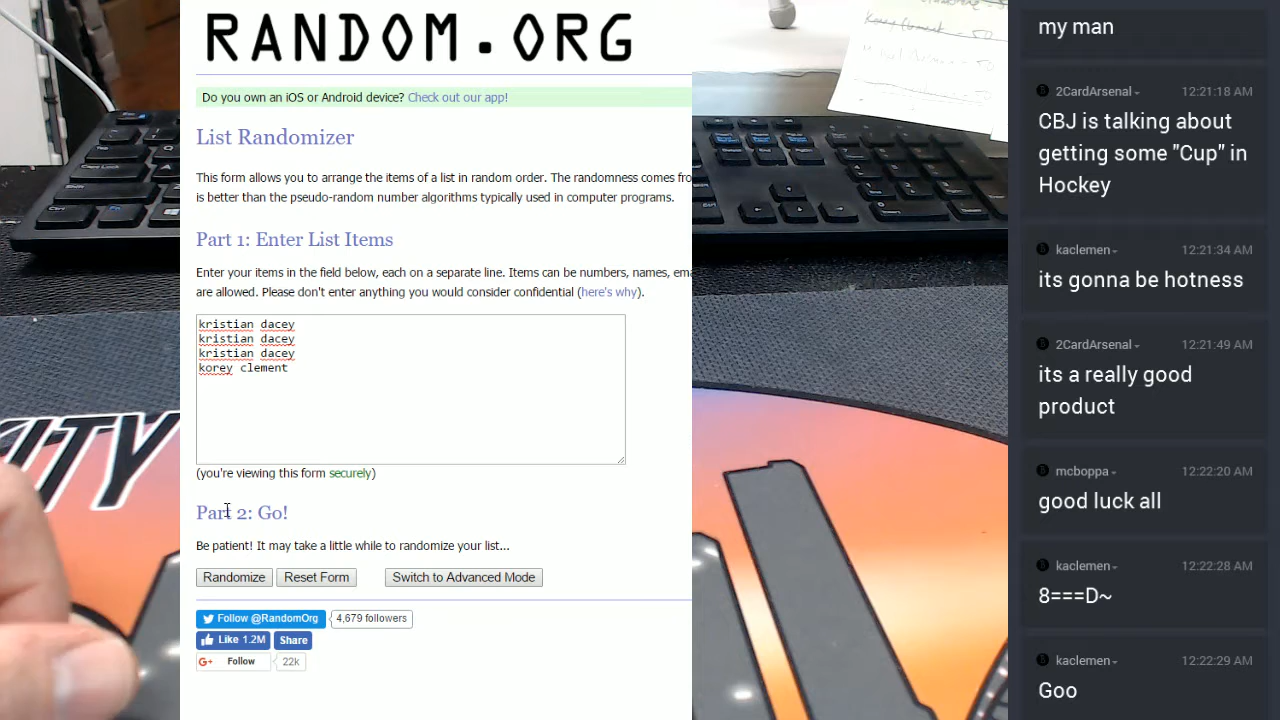 RANDOM.ORG
Do you own an iOS or Android device? Check out our app!
List Randomizer
This form allows you to arrange the items of a list in random order. The randomness comes fro
is better than the pseudo-random number algorithms typically used in computer programs.
Part 1: Enter List Items
Enter your items in the field below, each on a separate line. Items can be numbers, names, ema
are allowed. Please don't enter anything you would consider confidential (here's why).
kristian dacey
kristian dacey
kristian dacey
korey clement
(you're viewing this form securely)
Part 2: Go!
Be patient! It may take a little while to randomize your list...
Randomize
Reset Form
Switch to Advanced Mode
Follow @RandomOrg
4,679 followers
Like 1.2M
Share
Follow
22k
ITY
my man
2CardArsenal 12:21:18 AM
CBJ is talking about
getting some "Cup" in
Hockey
kaclemen 12:21:34 AM
its gonna be hotness
2CardArsenal 12:21:49 AM
its a really good
product
mcboppa 12:22:20 AM
good luck all
kaclemen 12:22:28 AM
8===D~
kaclemen 12:22:29 AM
Goo